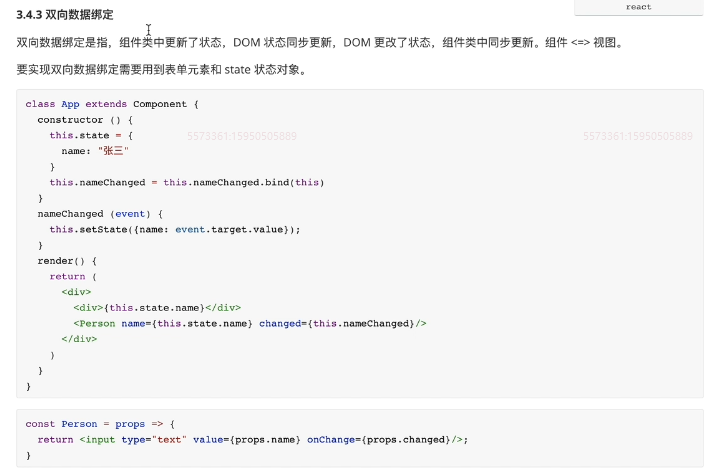 react
3.4.3 双向数据绑定
双向数据绑定是指，组件类中更新了状态，DOM 状态同步更新，DOM 更改了状态，组件类中同步更新。组件 <=> 视图。
要实现双向数据绑定需要用到表单元素和 state 状态对象。
class App extends Component {
  constructor () {
    this.state = {
5573361:15950505889 5573361:15950505889
      name: "张三"
    }
    this.nameChanged = this.nameChanged.bind(this)
  }
  nameChanged (event) {
    this.setState({name: event.target.value});
  }
  render() {
    return (
      <div>
        <div>{this.state.name}</div>
        <Person name={this.state.name} changed={this.nameChanged}/>
      </div>
    )
  }
}
const Person = props => {
  return <input type="text" value={props.name} onChange={props.changed}/>;
}